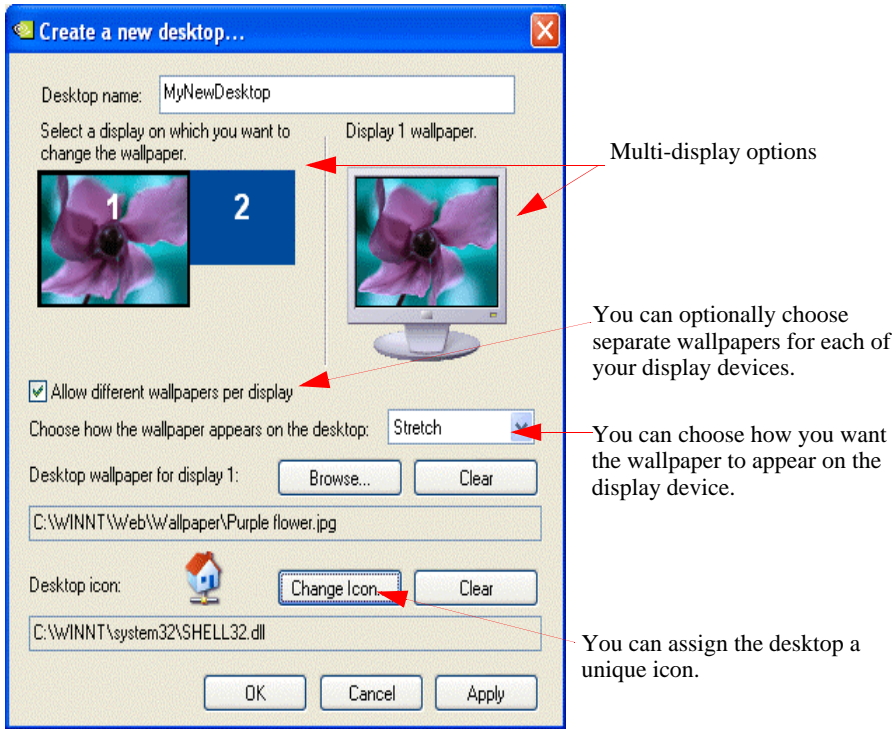 Create a new desktop...
Desktop name: MyNewDesktop
Select a display on which you want to
change the wallpaper.
Display 1 wallpaper.
Multi-display options
1
2
You can optionally choose
separate wallpapers for each of
your display devices.
Allow different wallpapers per display
Choose how the wallpaper appears on the desktop: Stretch
You can choose how you want
the wallpaper to appear on the
display device.
Desktop wallpaper for display 1: Browse... Clear
C:\WINNT\Web\Wallpaper\Purple flower.jpg
Desktop icon: Change Icon... Clear
C:\WINNT\system32\SHELL32.dll
You can assign the desktop a
unique icon.
OK Cancel Apply